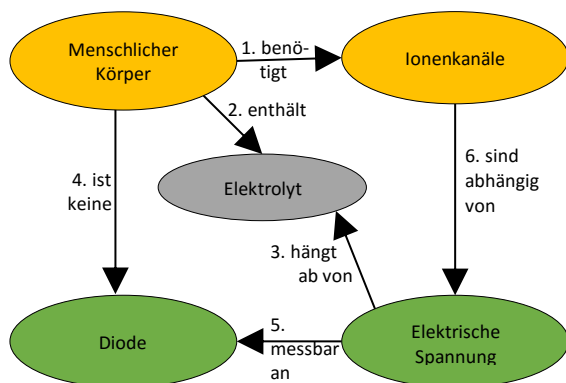 Menschlicher
Körper
1. benö-
tigt
Ionenkanäle
2. enthält
4. ist
keine
Elektrolyt
6. sind
abhängig
von
3. hängt
ab von
Diode
5.
messbar
an
Elektrische
Spannung